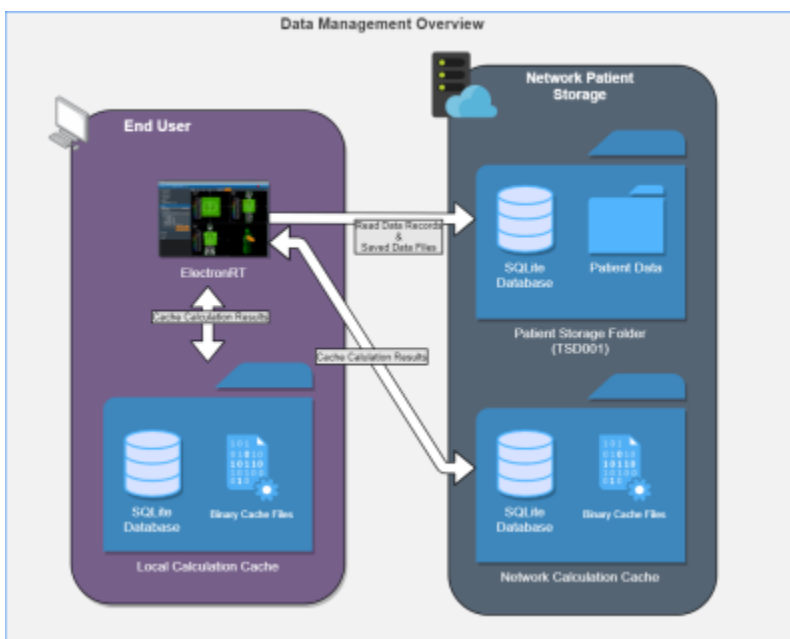 Data Management Overview
Network Patient
Storage
End User
Read Data Records
&
Saved Data Files
ElectronRT
SQLite
Database
Patient Data
Cache Calculation Results
Patient Storage Folder
(TSD001)
Cache Calulation Results
SQLite
Database
Binary Cache Files
Local Calculation Cache
SQLite
Database
Binary Cache Files
Network Calculation Cache